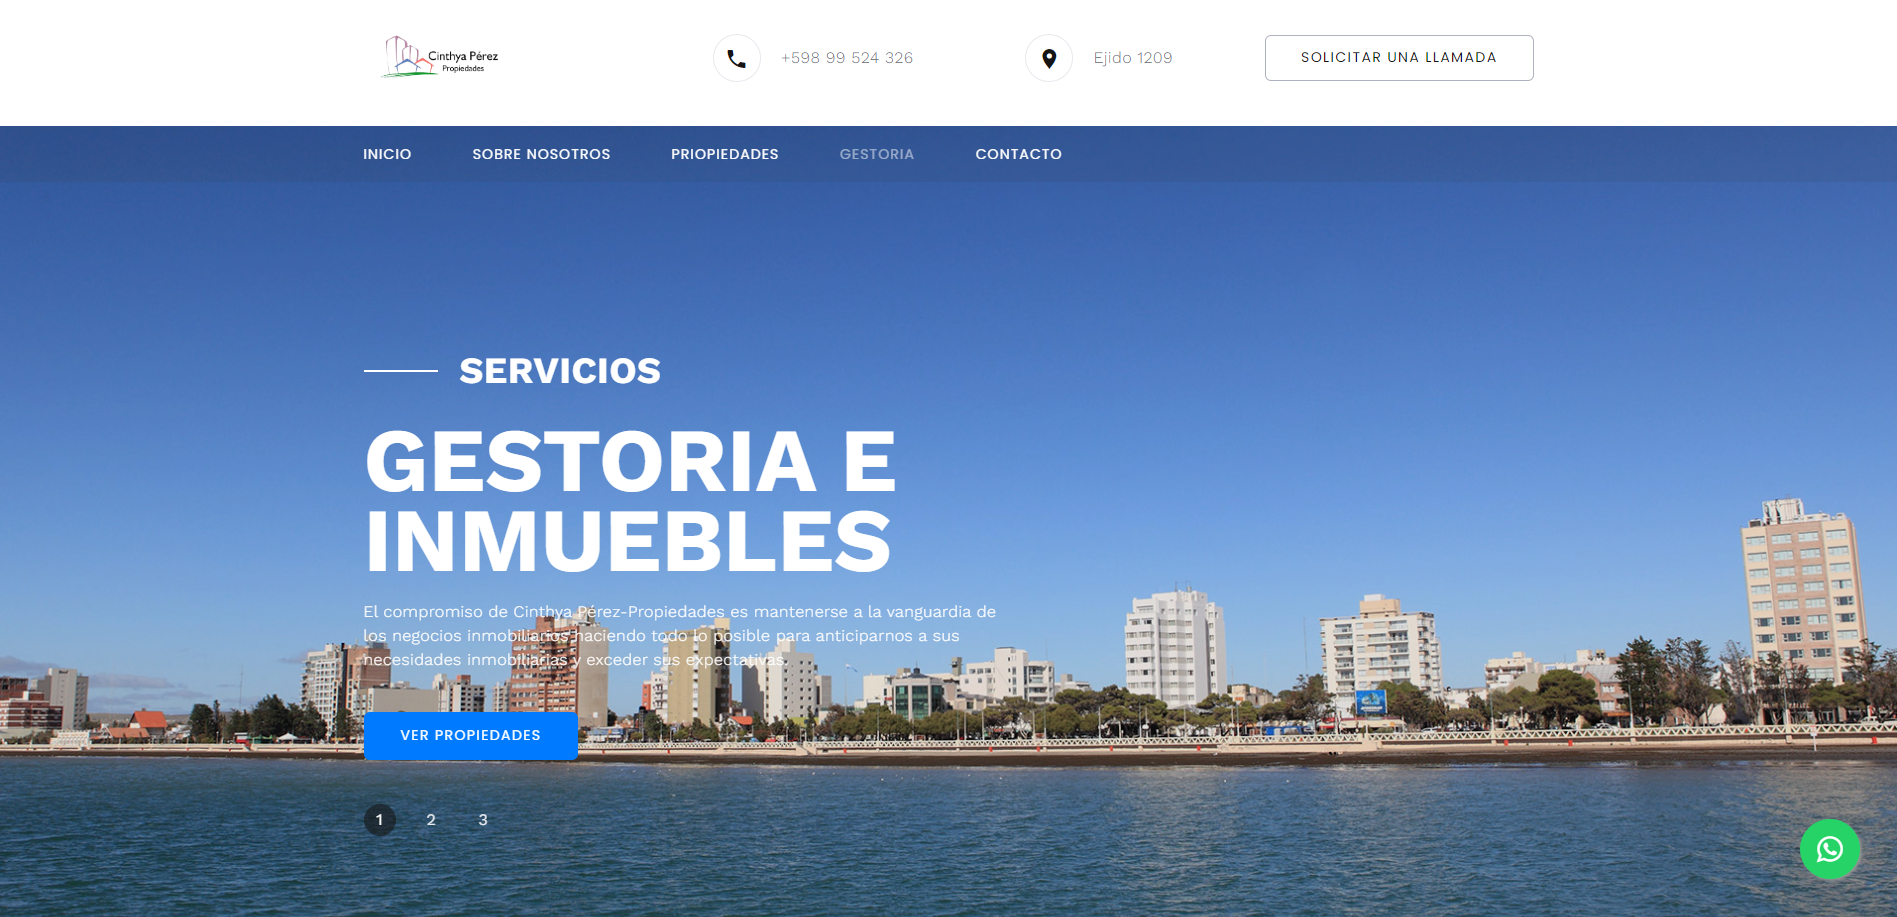 Cinthya Pérez
Propiedades
+598 99 524 326
Ejido 1209
SOLICITAR UNA LLAMADA
INICIO
SOBRE NOSOTROS
PRIOPIEDADES
GESTORIA
CONTACTO
SERVICIOS
GESTORIA E
INMUEBLES
El compromiso de Cinthya Pérez-Propiedades es mantenerse a la vanguardia de
los negocios inmobiliarios haciendo todo lo posible para anticiparnos a sus
necesidades inmobiliarias y exceder sus expectativas.
VER PROPIEDADES
1 2 3